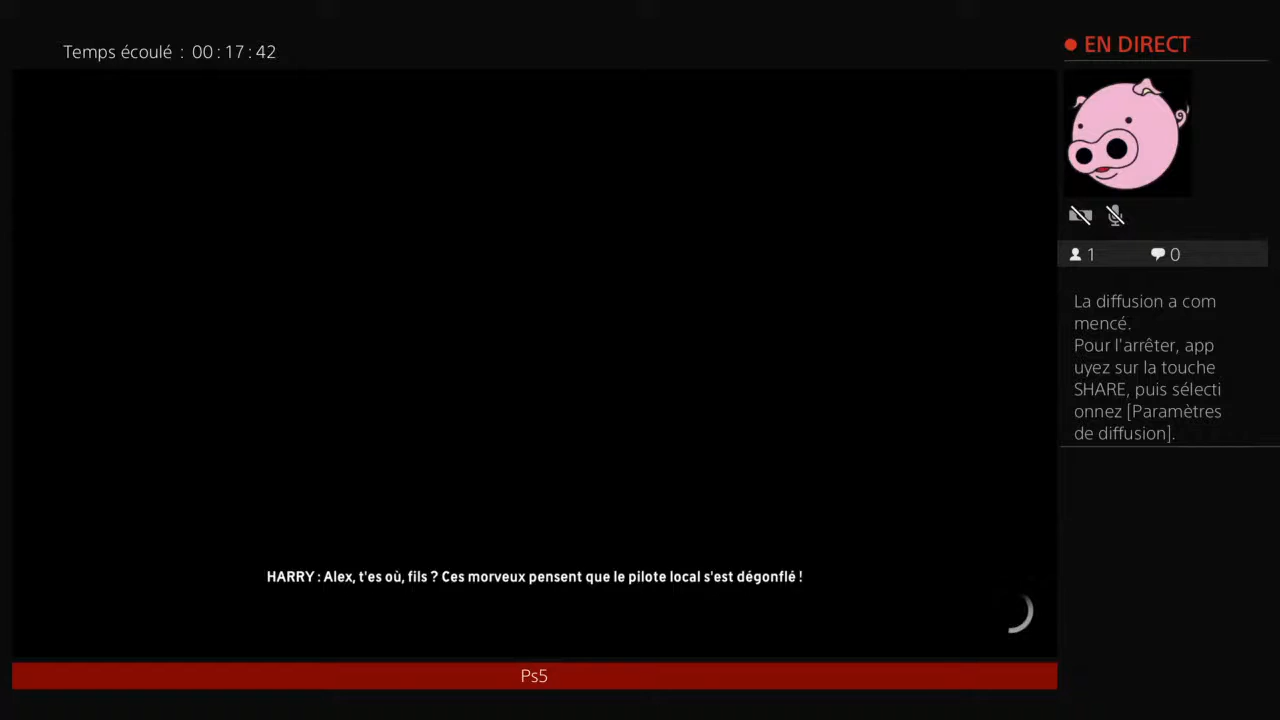 Temps écoulé : 00:17:42
EN DIRECT
1 0
La diffusion a com
mencé.
Pour l'arrêter, app
uyez sur la touche
SHARE, puis sélecti
onnez [Paramètres
de diffusion].
HARRY : Alex, t'es où, fils ? Ces morveux pensent que le pilote local s'est dégonflé !
Ps5